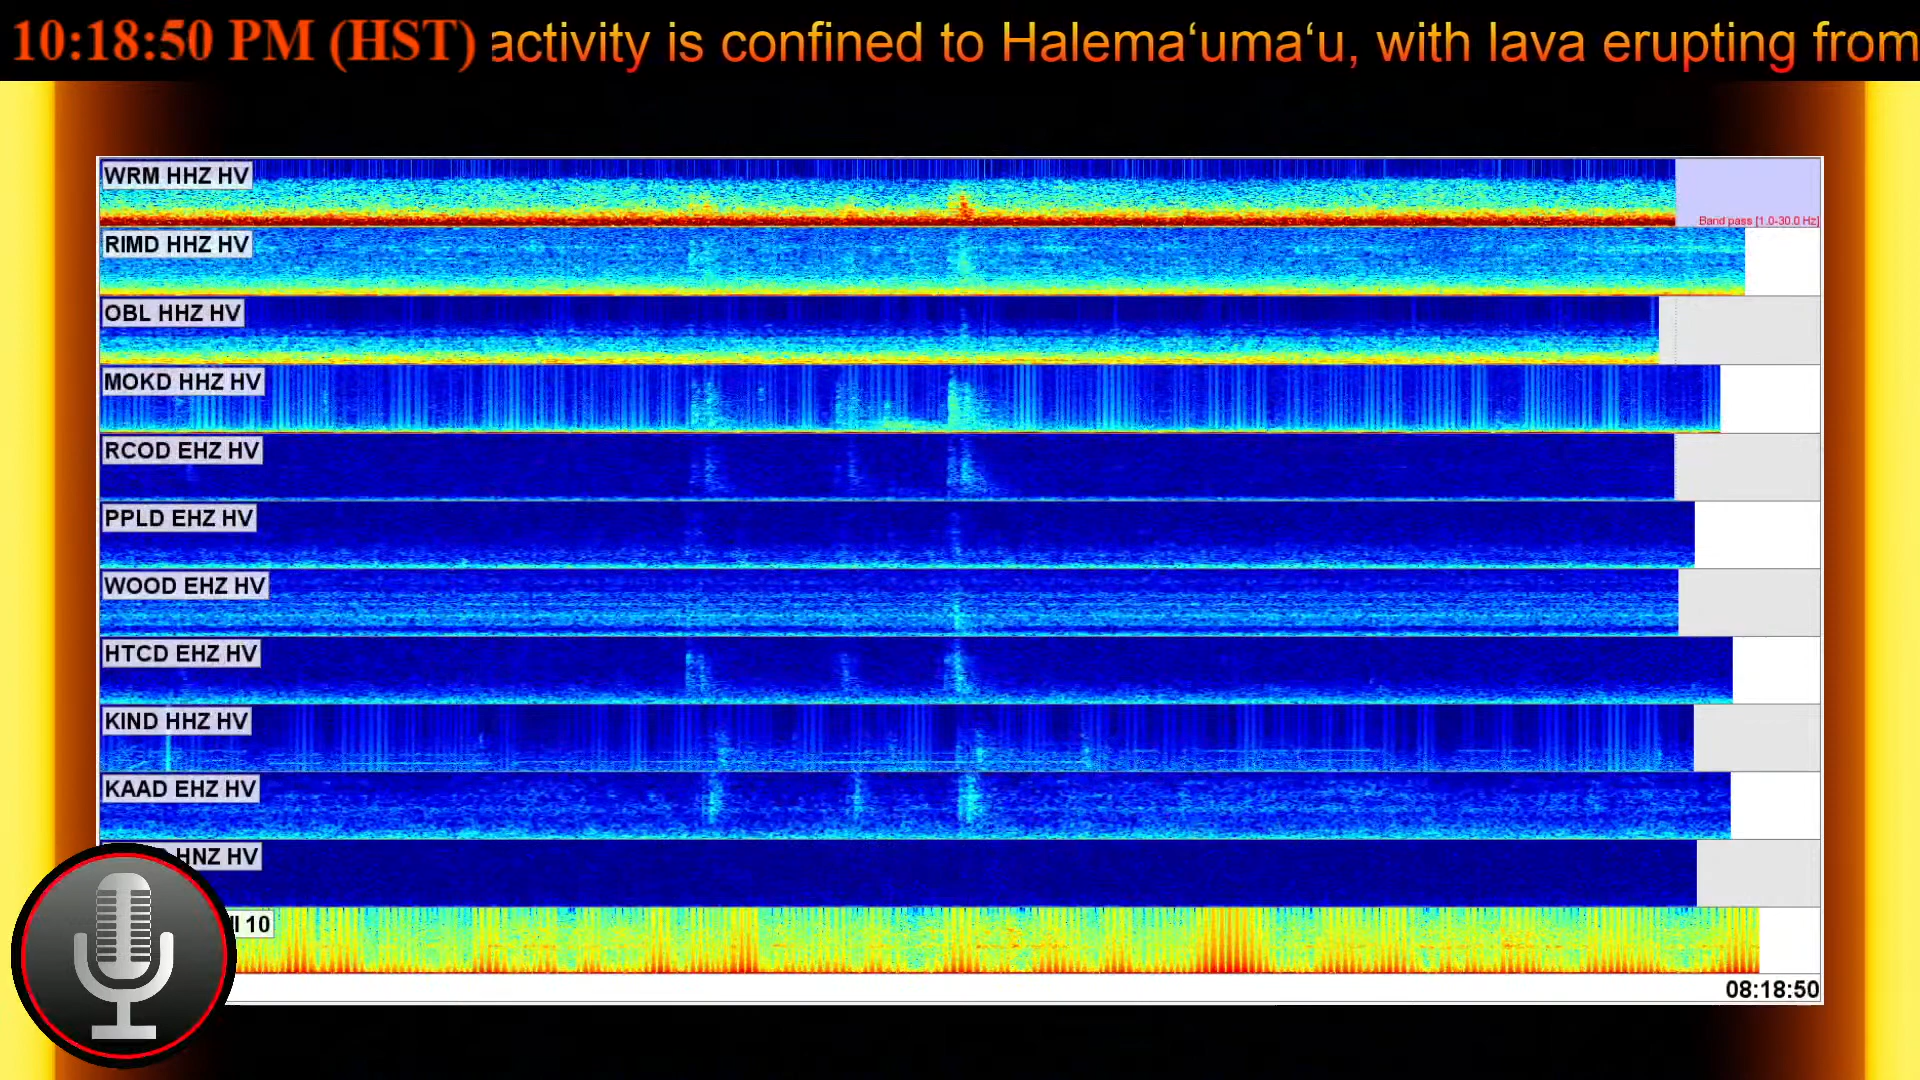 10:18:50 PM (HST) activity is confined to Halemaʻumaʻu, with lava erupting from
WRM HHZ HV
Band pass [1.0-30.0 Hz]
RIMD HHZ HV
OBL HHZ HV
MOKD HHZ HV
RCOD EHZ HV
PPLD EHZ HV
WOOD EHZ HV
HTCD EHZ HV
KIND HHZ HV
KAAD EHZ HV
HNZ HV
10
08:18:50